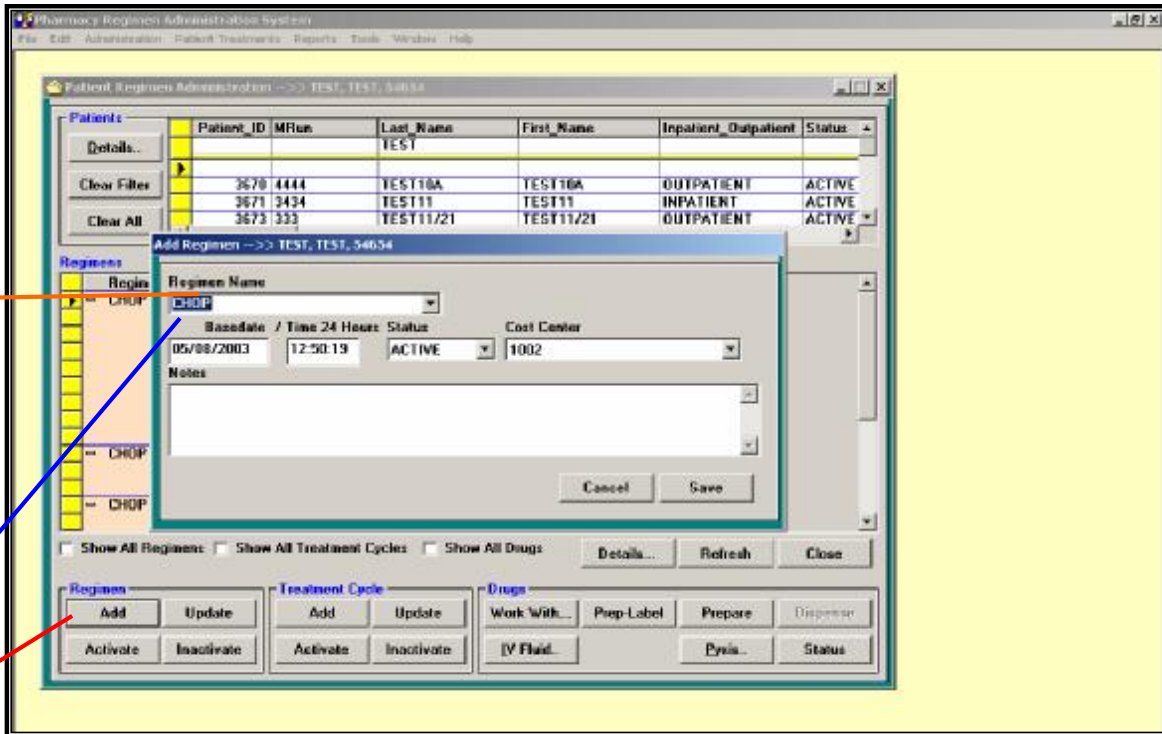 Pharmacy Regimen Administration System
File Edit Administration Patient Treatments Reports Tools Window Help
Patient Regimen Administration -->> TEST, TEST, 54654
Patients
Patient_ID MRun Last_Name First_Name Inpatient_Outpatient Status
Details..
TEST
Clear Filter
3670 4444 TEST10A TEST10A OUTPATIENT ACTIVE
3671 3434 TEST11 TEST11 INPATIENT ACTIVE
Clear All
3673 333 TEST11/21 TEST11/21 OUTPATIENT ACTIVE
Add Regimen -->> TEST, TEST, 54654
Regimens
Regim
CHOP
Regimen Name
CHOP
Basedate / Time 24 Hours Status Cost Center
05/08/2003 12:50:19 ACTIVE 1002
Notes
CHOP
Cancel Save
CHOP
Show All Regimens Show All Treatment Cycles Show All Drugs Details... Refresh Close
Regimen Treatment Cycle Drugs
Add Update Add Update Work With... Prep-Label Prepare Dispense
Activate Inactivate Activate Inactivate IV Fluid.. Pyxis.. Status